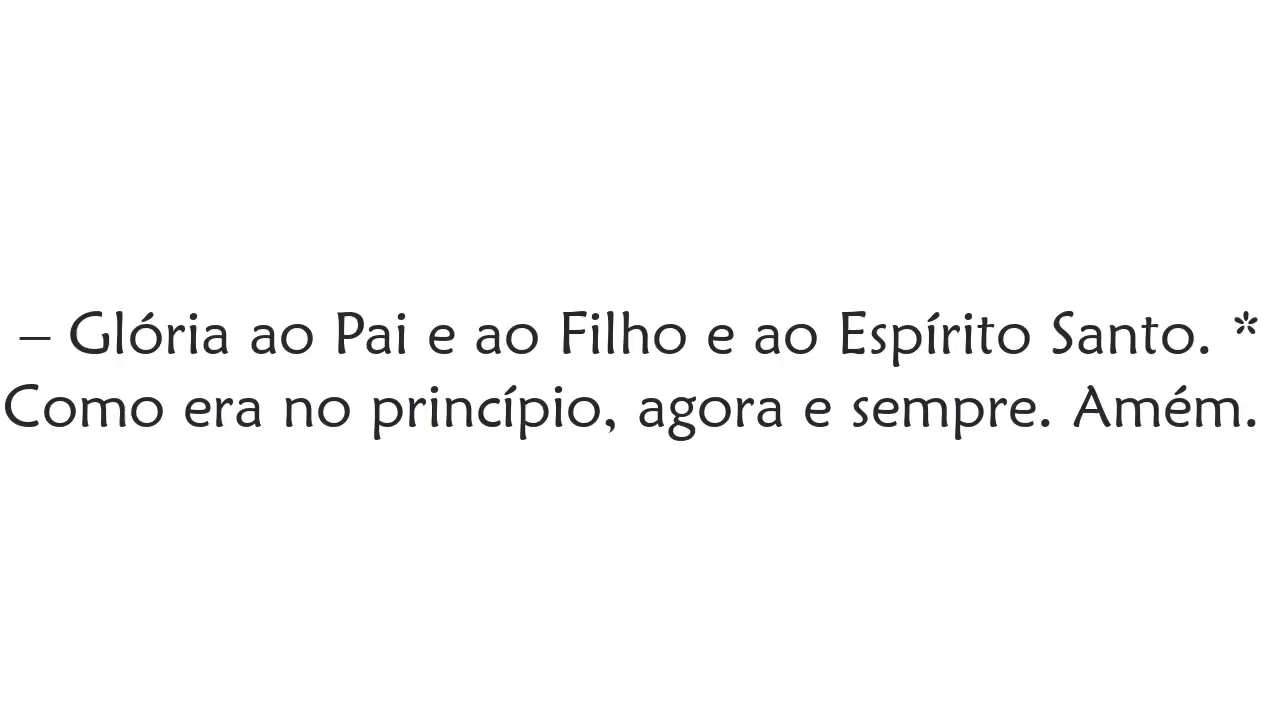 – Glória ao Pai e ao Filho e ao Espírito Santo. *
Como era no princípio, agora e sempre. Amém.